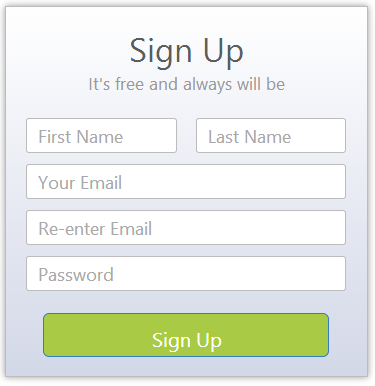 Sign Up
It's free and always will be
First Name Last Name
Your Email
Re-enter Email
Password
Sign Up